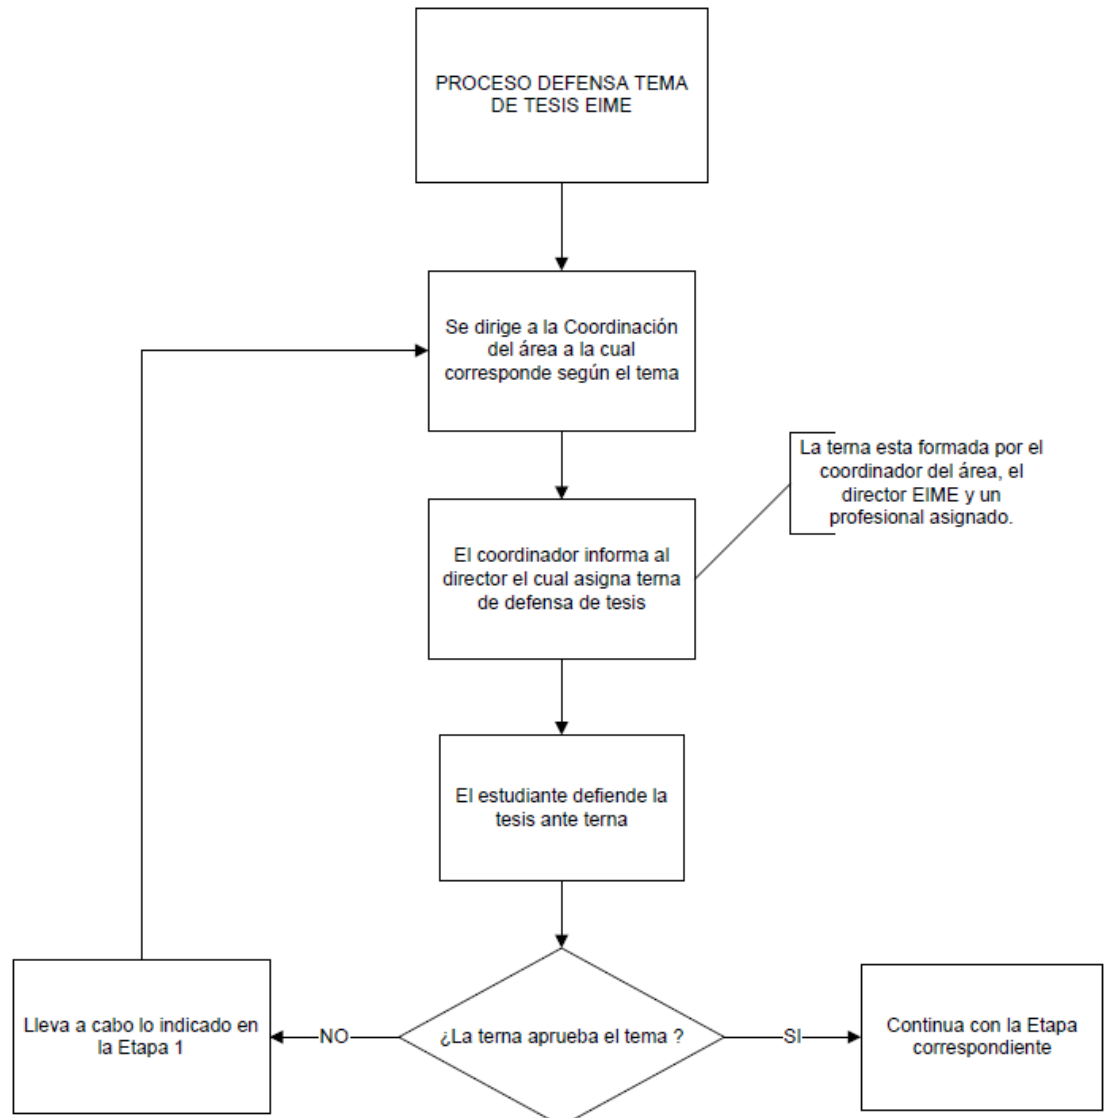 PROCESO DEFENSA TEMA
DE TESIS EIME
Se dirige a la Coordinación
del área a la cual
corresponde según el tema
La terna esta formada por el
coordinador del área, el
director EIME y un
profesional asignado.
El coordinador informa al
director el cual asigna terna
de defensa de tesis
El estudiante defiende la
tesis ante terna
Lleva a cabo lo indicado en
la Etapa 1
NO
¿La terna aprueba el tema ?
SI
Continua con la Etapa
correspondiente